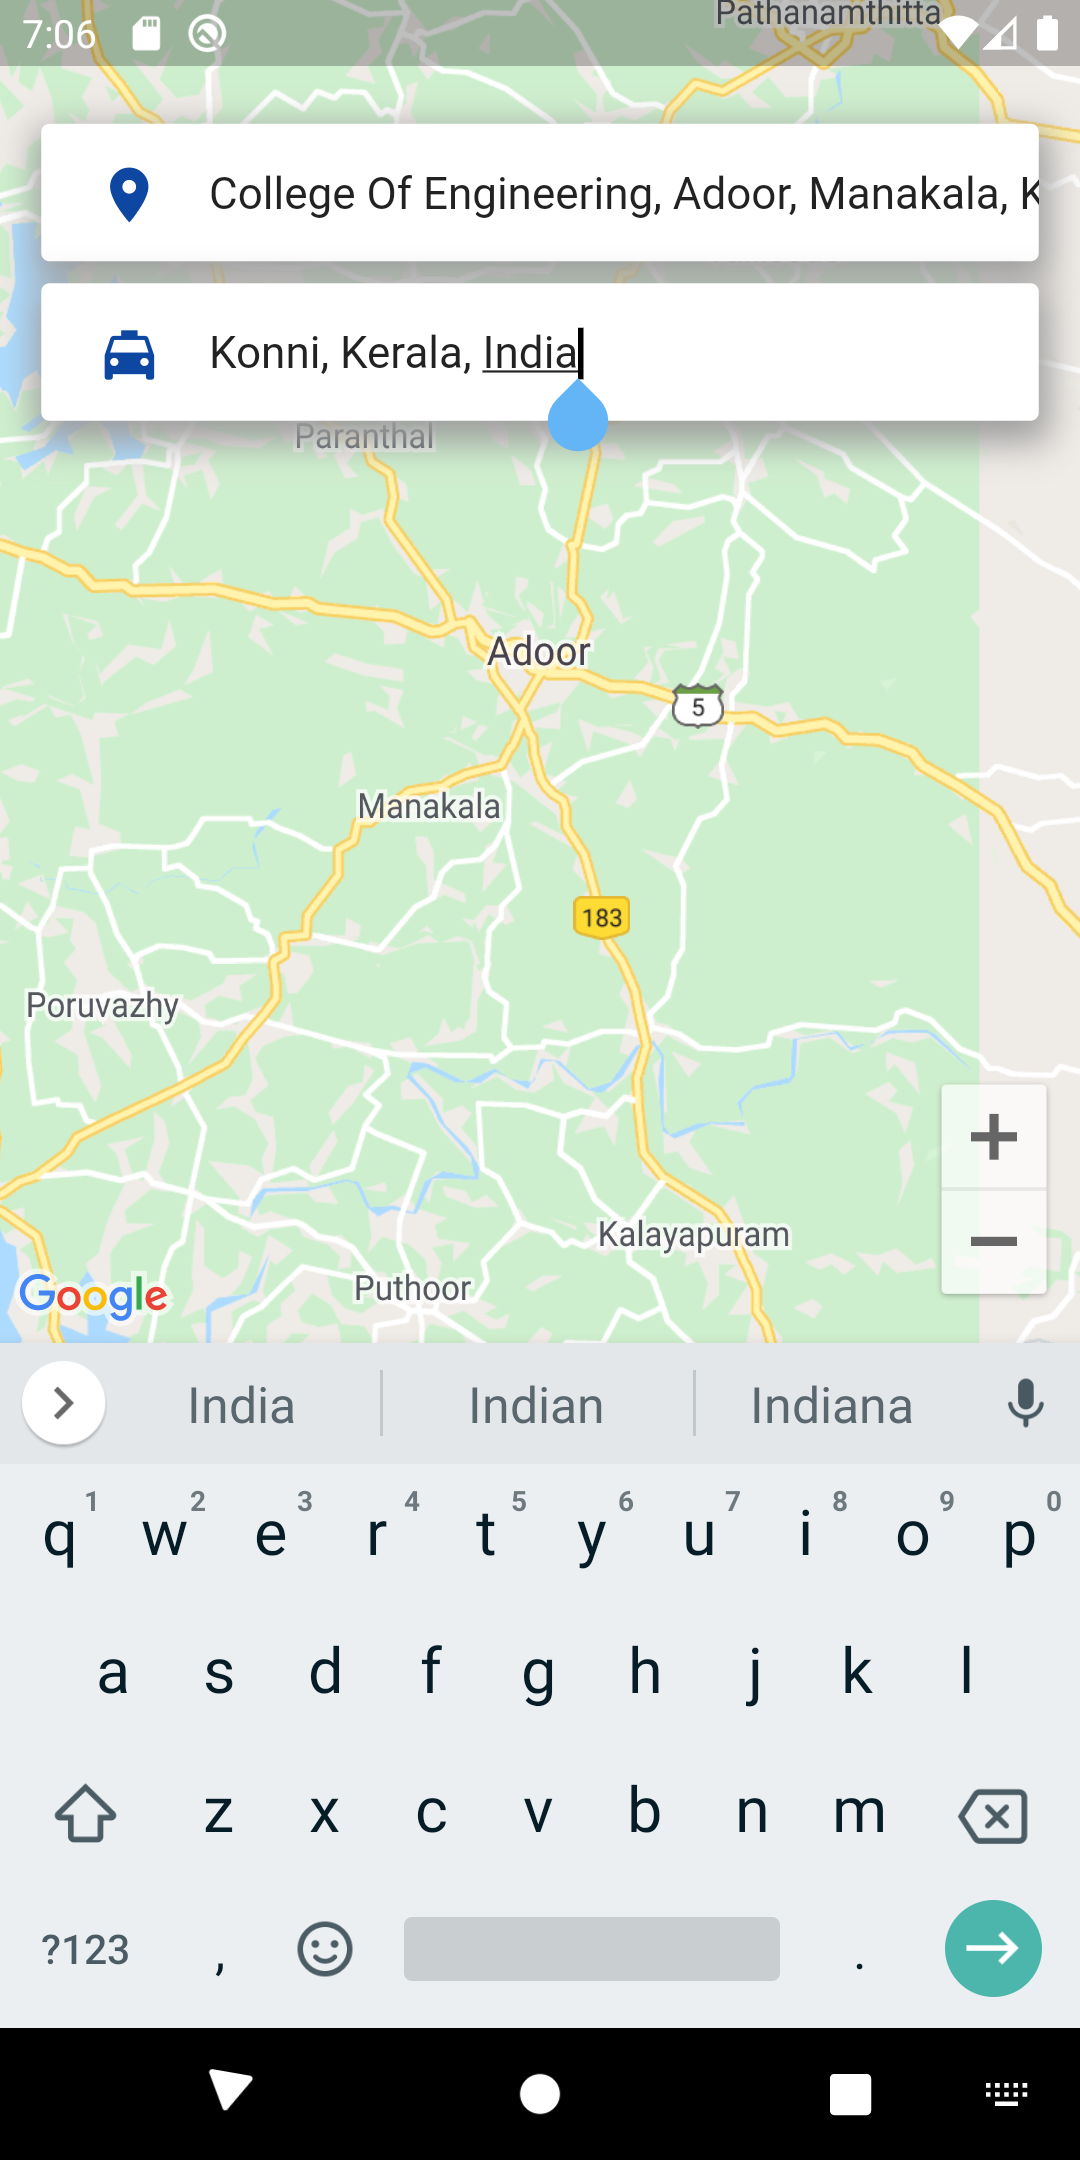 Pathanamthitta
7:06
College Of Engineering, Adoor, Manakala, K
Konni, Kerala, India
Paranthal
Adoor
5
Manakala
183
Poruvazhy
Kalayapuram
Puthoor
Google
India Indian Indiana
1 2 3 4 5 6 7 8 9 0
q w e r t y u i o p
a s d f g h j k l
z x c v b n m
?123 , .